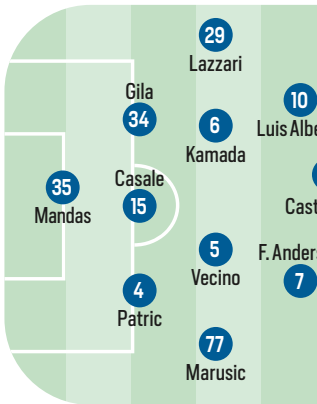 29
Lazzari
Gila
34
10
6
Luis Albe
Kamada
Casale
35
Mandas
15
Cast
5
Vecino
F. Anders
7
4
Patric
77
Marusic